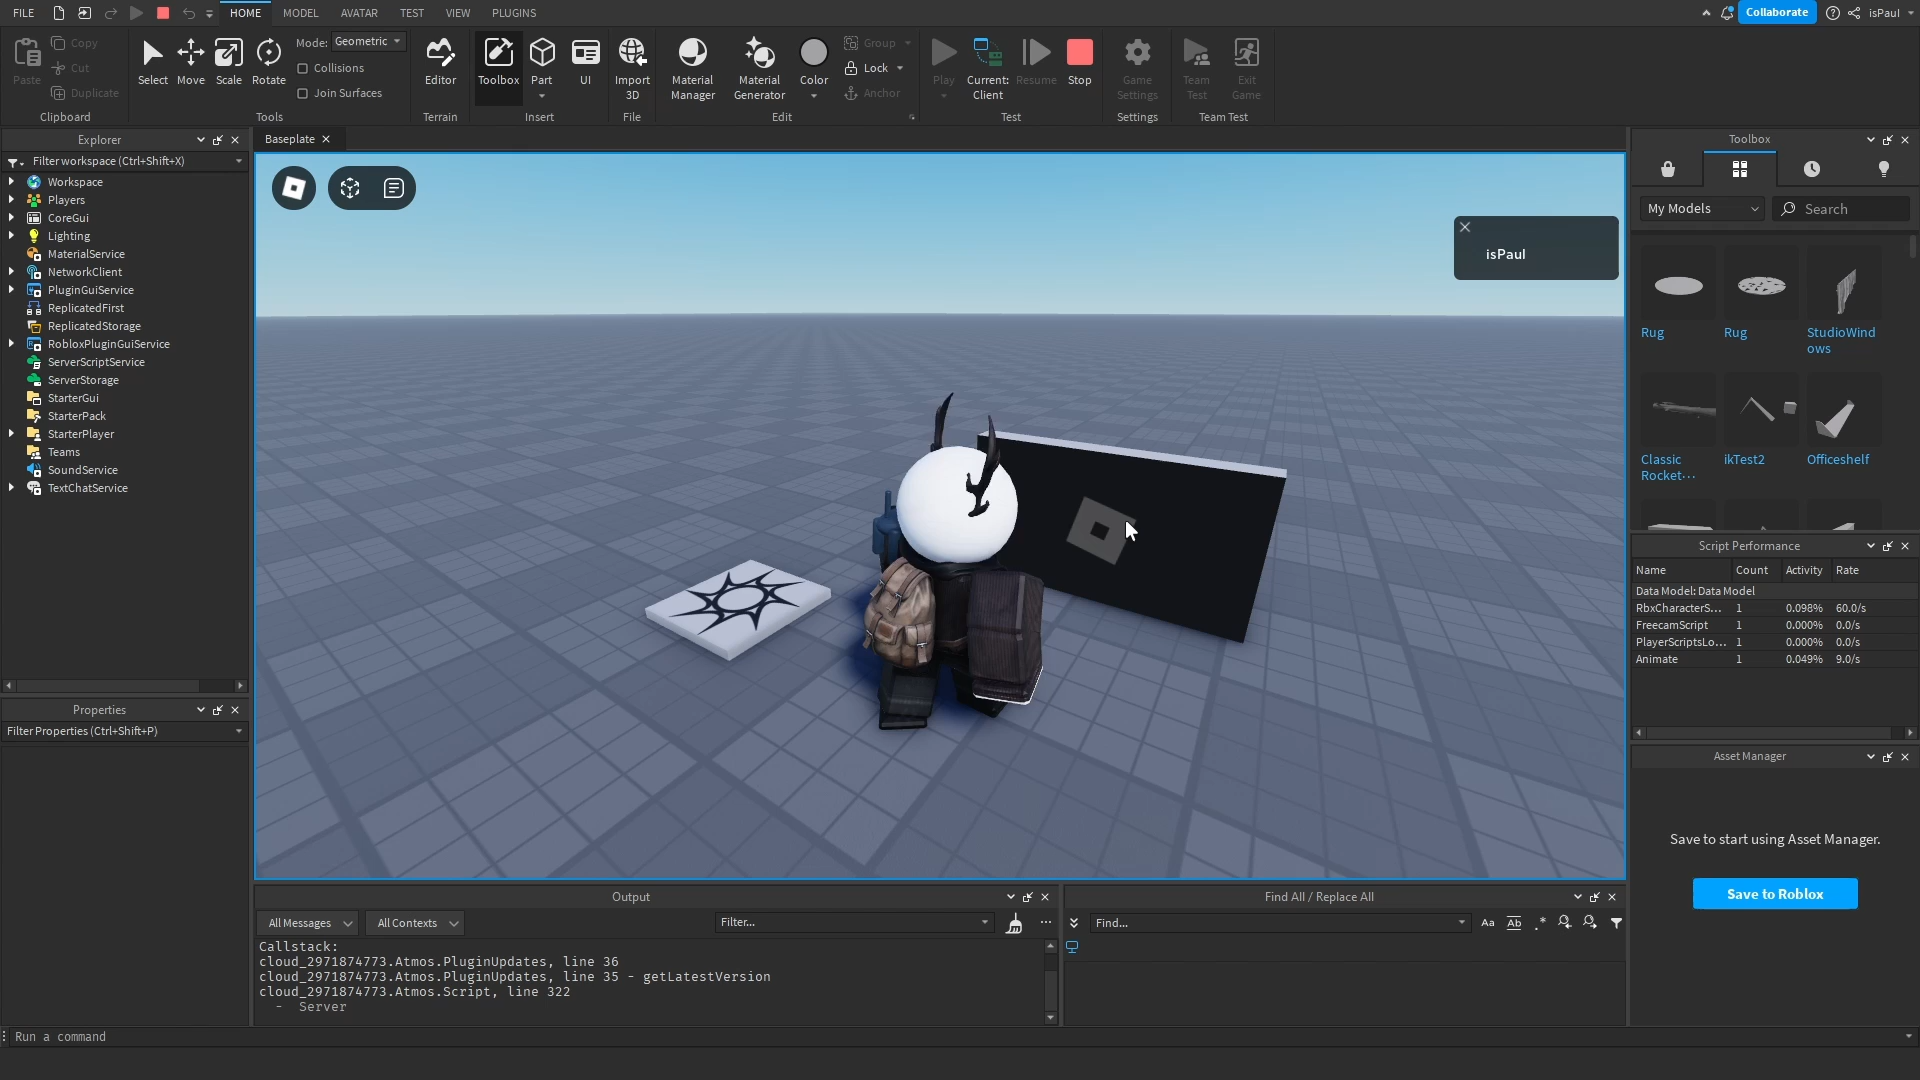 FILE
HOME
MODEL
AVATAR
TEST
VIEW
PLUGINS
Collaborate
isPaul
Paste
Copy
Cut
Duplicate
Clipboard
Select
Move
Scale
Rotate
Mode: Geometric
Collisions
Join Surfaces
Tools
Editor
Terrain
Toolbox
Part
UI
Insert
Import
3D
File
Material
Manager
Material
Generator
Color
Group
Lock
Anchor
Edit
Play
Current:
Client
Resume
Stop
Test
Game
Settings
Settings
Team
Test
Exit
Game
Team Test
Explorer
Filter workspace (Ctrl+Shift+X)
Workspace
Players
CoreGui
Lighting
MaterialService
NetworkClient
PluginGuiService
ReplicatedFirst
ReplicatedStorage
RobloxPluginGuiService
ServerScriptService
ServerStorage
StarterGui
StarterPack
StarterPlayer
Teams
SoundService
TextChatService
Properties
Filter Properties (Ctrl+Shift+P)
Baseplate
isPaul
Toolbox
My Models
Search
Rug
Rug
StudioWind
ows
Classic
Rocket···
ikTest2
Officeshelf
Script Performance
Name Count Activity Rate
Data Model: Data Model
RbxCharacterS... 1 0.098% 60.0/s
FreecamScript 1 0.000% 0.0/s
PlayerScriptsLo... 1 0.000% 0.0/s
Animate 1 0.049% 9.0/s
Asset Manager
Save to start using Asset Manager.
Save to Roblox
Output
All Messages
All Contexts
Filter...
Callstack:
cloud_2971874773.Atmos.PluginUpdates, line 36
cloud_2971874773.Atmos.PluginUpdates, line 35 - getLatestVersion
cloud_2971874773.Atmos.Script, line 322
- Server
Find All / Replace All
Find...
Aa
Ab
.*
Run a command